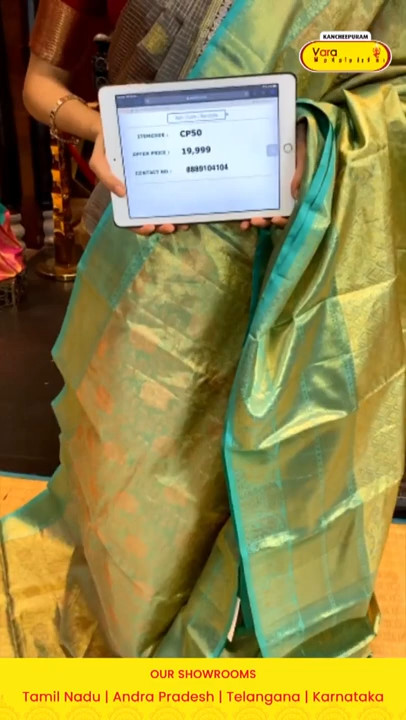 KANCHEEPURAM
Vara
ITEMCODE : CP50
OFFER PRICE : 19,999
CONTACT NO : 8889104104
OUR SHOWROOMS
Tamil Nadu | Andra Pradesh | Telangana | Karnataka